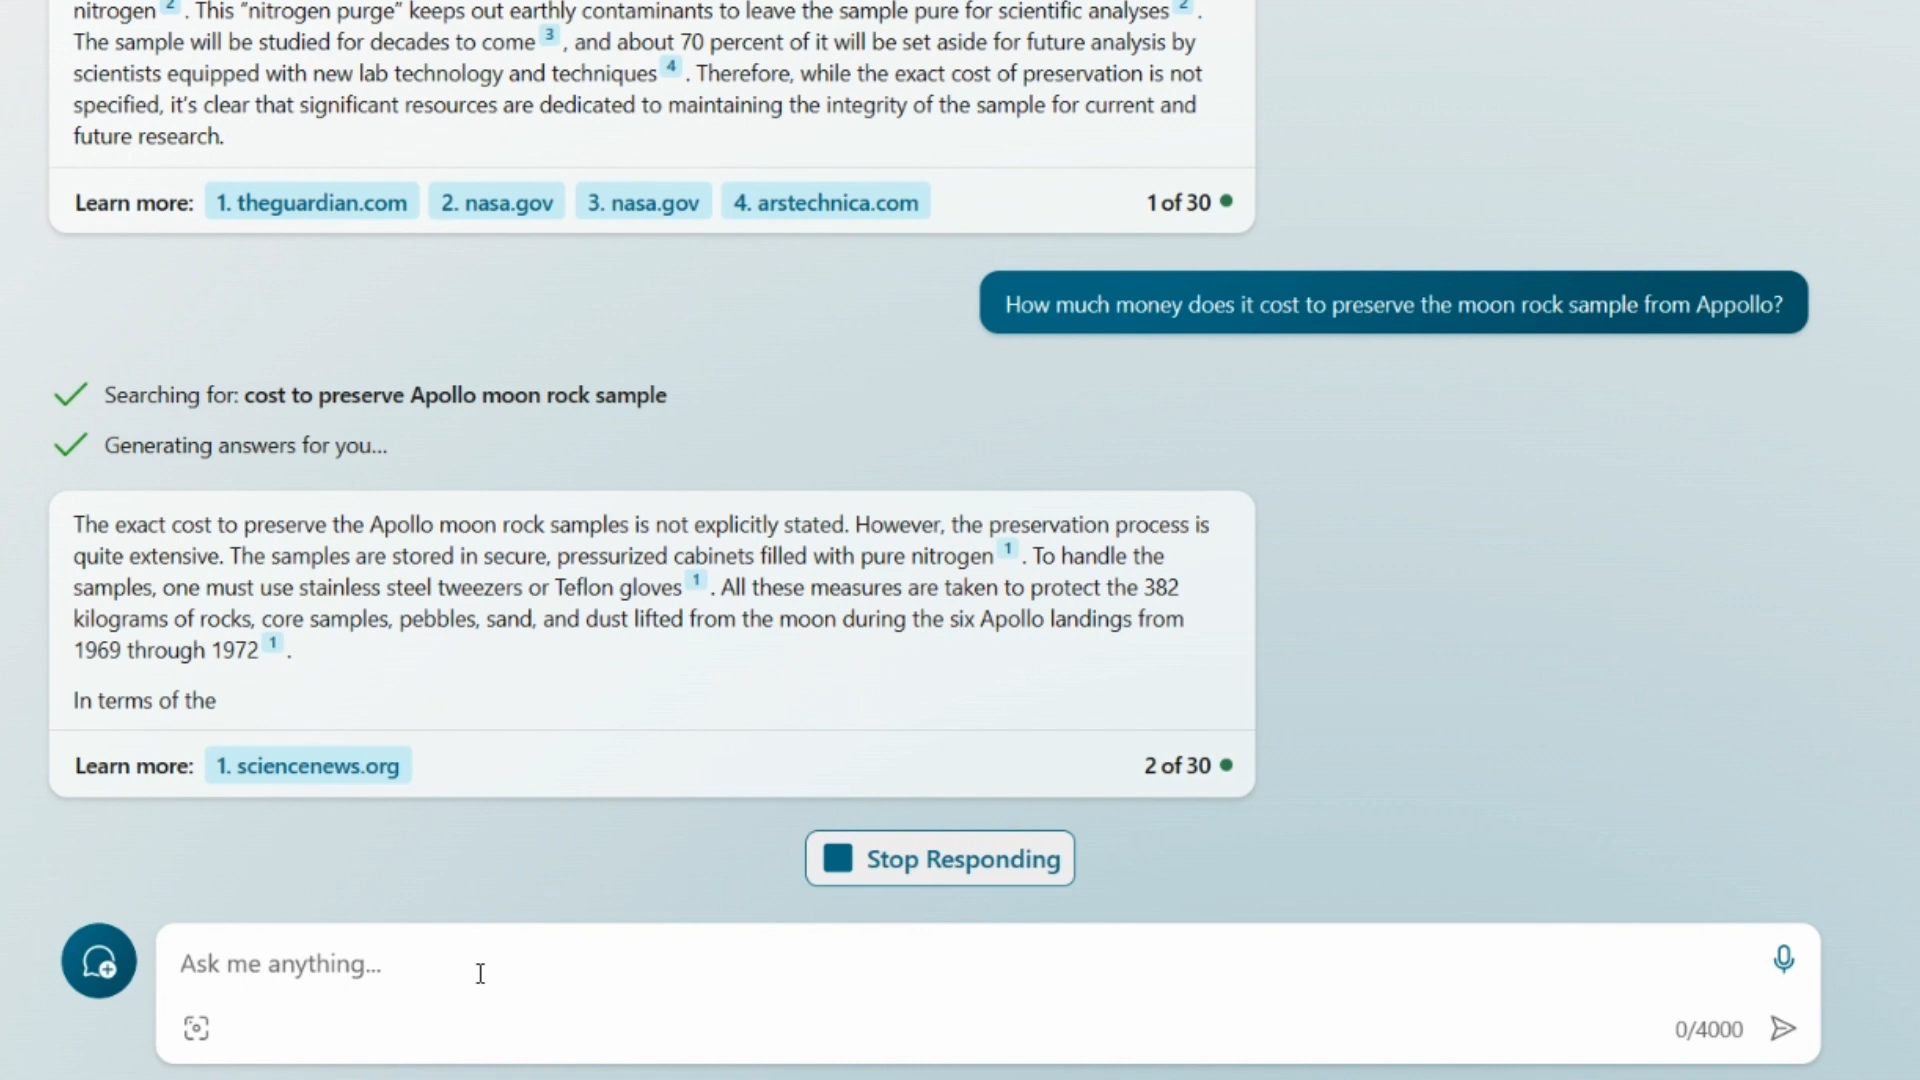 nitrogen 2 . This “nitrogen purge” keeps out earthly contaminants to leave the sample pure for scientific analyses 2 .
The sample will be studied for decades to come 3 , and about 70 percent of it will be set aside for future analysis by
scientists equipped with new lab technology and techniques 4 . Therefore, while the exact cost of preservation is not
specified, it’s clear that significant resources are dedicated to maintaining the integrity of the sample for current and
future research.
Learn more: 1. theguardian.com 2. nasa.gov 3. nasa.gov 4. arstechnica.com 1 of 30
How much money does it cost to preserve the moon rock sample from Appollo?
Searching for: cost to preserve Apollo moon rock sample
Generating answers for you...
The exact cost to preserve the Apollo moon rock samples is not explicitly stated. However, the preservation process is
quite extensive. The samples are stored in secure, pressurized cabinets filled with pure nitrogen 1 . To handle the
samples, one must use stainless steel tweezers or Teflon gloves 1 . All these measures are taken to protect the 382
kilograms of rocks, core samples, pebbles, sand, and dust lifted from the moon during the six Apollo landings from
1969 through 1972 1 .
In terms of the
Learn more: 1. sciencenews.org 2 of 30
Stop Responding
Ask me anything...
0/4000